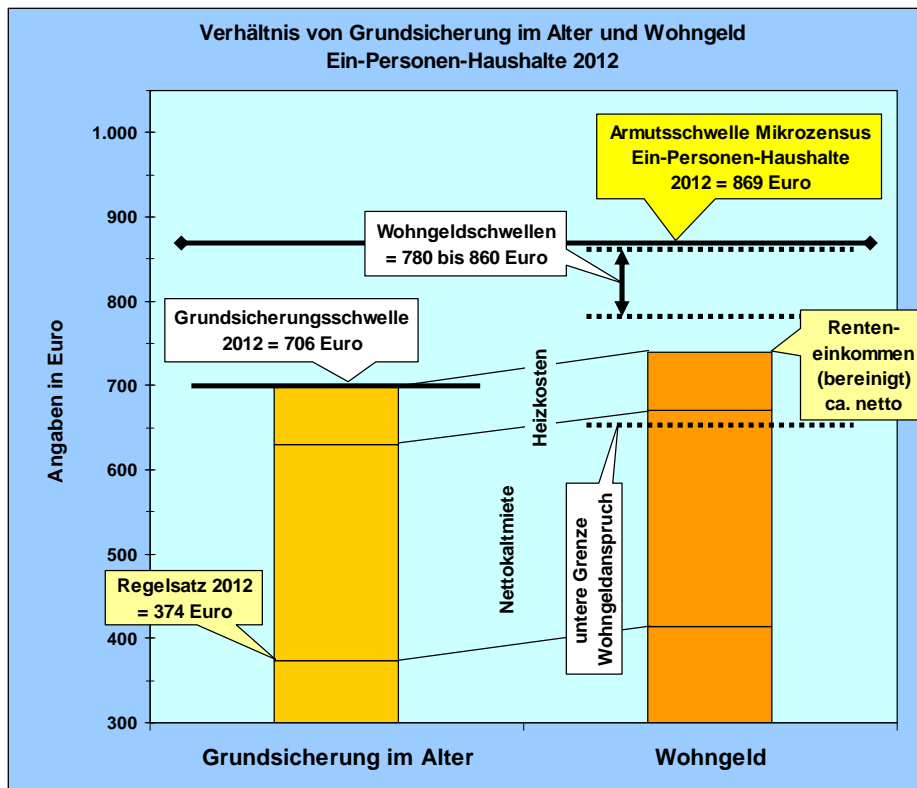 Verhältnis von Grundsicherung im Alter und Wohngeld
Ein-Personen-Haushalte 2012
Angaben in Euro
1.000
900
800
700
600
500
400
300
Armutsschwelle Mikrozensus
Ein-Personen-Haushalte
2012 = 869 Euro
Wohngeldschwellen
= 780 bis 860 Euro
Grundsicherungsschwelle
2012 = 706 Euro
Renten-
einkommen
(bereinigt)
ca. netto
Heizkosten
Nettokaltmiete
untere Grenze
Wohngeldanspruch
Regelsatz 2012
= 374 Euro
Grundsicherung im Alter
Wohngeld